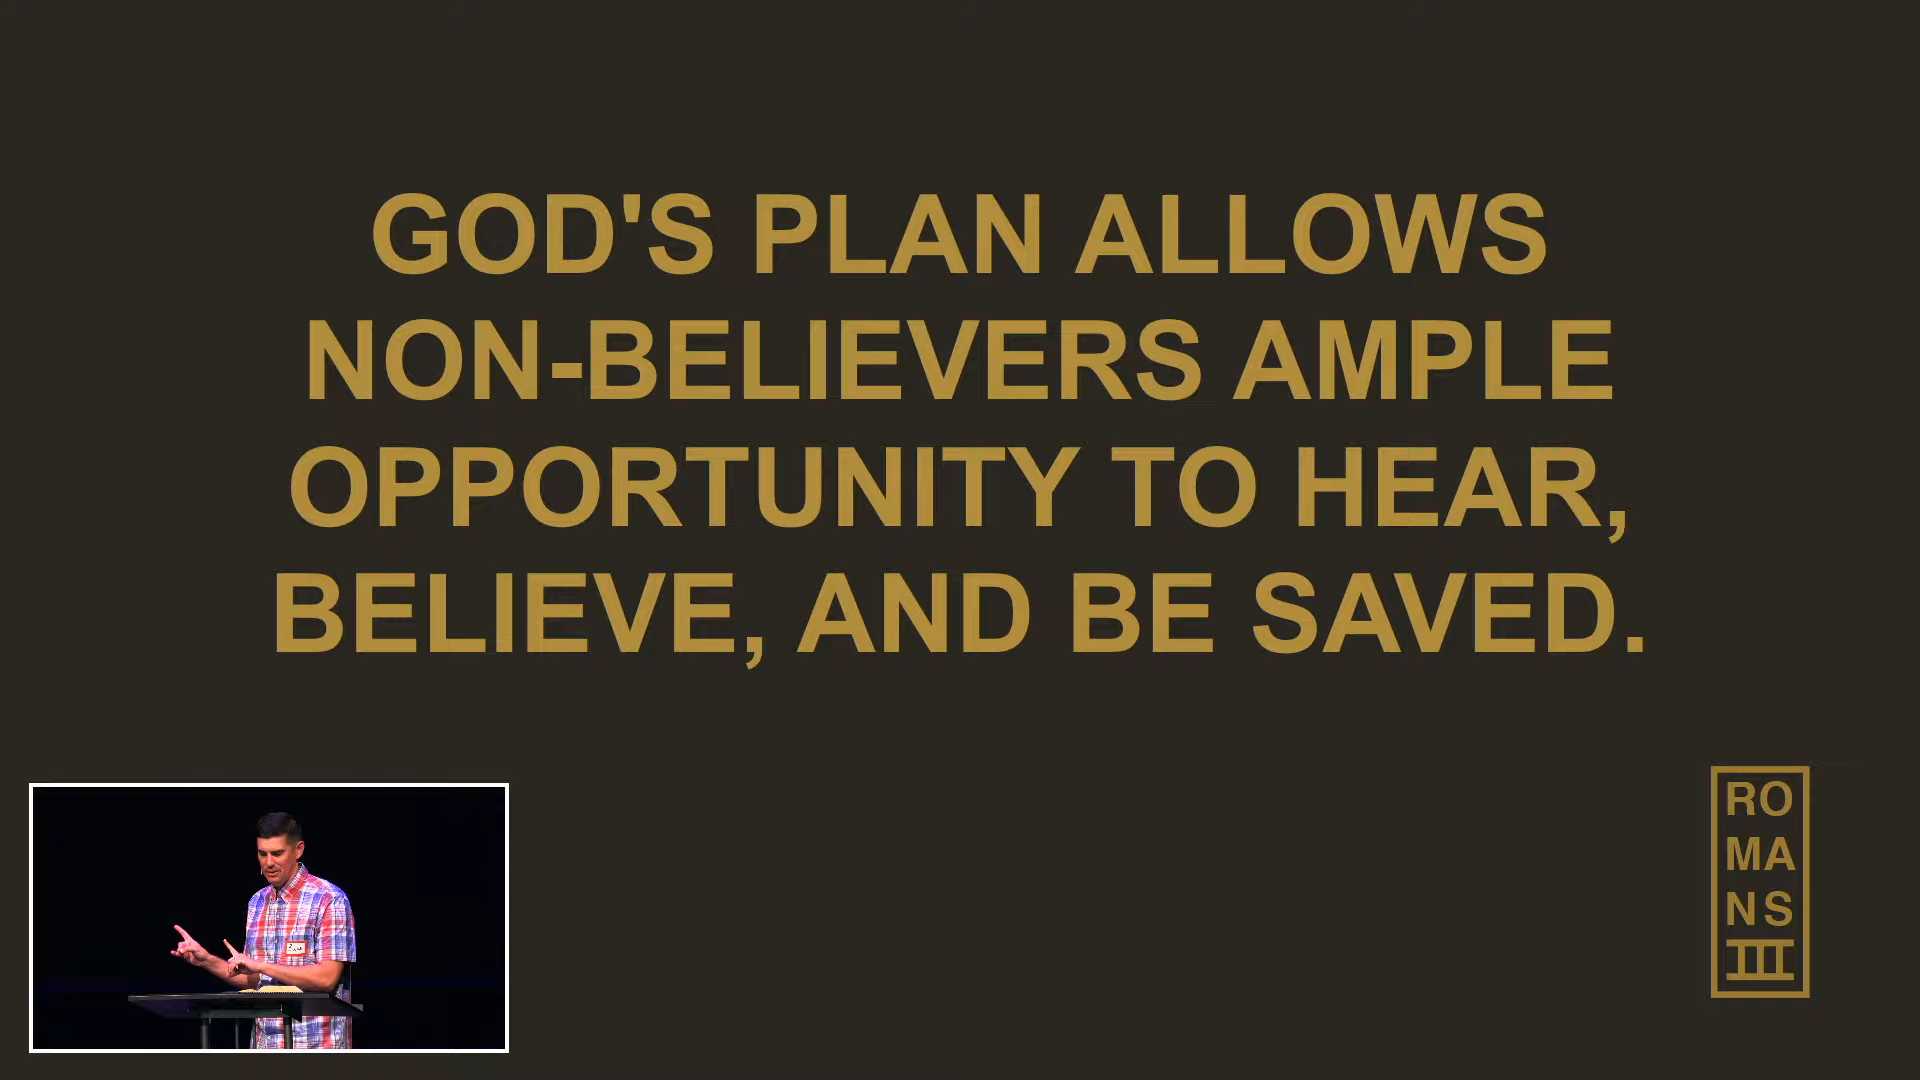 GOD'S PLAN ALLOWS
NON-BELIEVERS AMPLE
OPPORTUNITY TO HEAR,
BELIEVE, AND BE SAVED.
RO
MA
NS
III